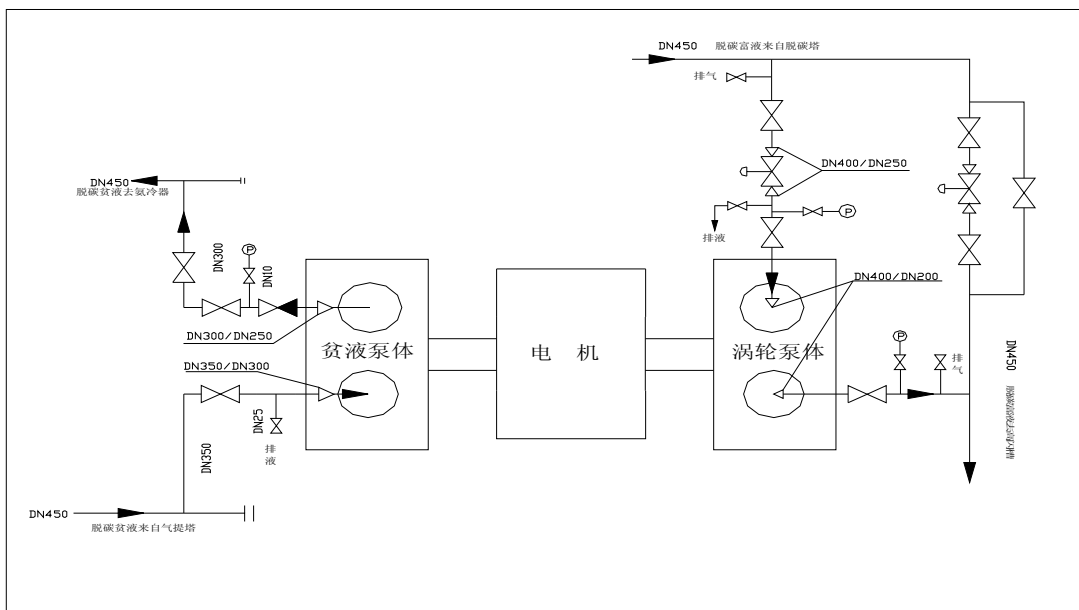 DN450 脱碳富液来自脱碳塔
排气
DN400/DN250
P
排液
DN450
脱碳贫液去氨冷器
DN300
P
DN10
DN300/DN250
贫液泵体
DN350/DN300
DN25
排液
DN350
DN450
脱碳贫液来自气提塔
电 机
涡轮泵体
DN400/DN200
P
排气
DN450